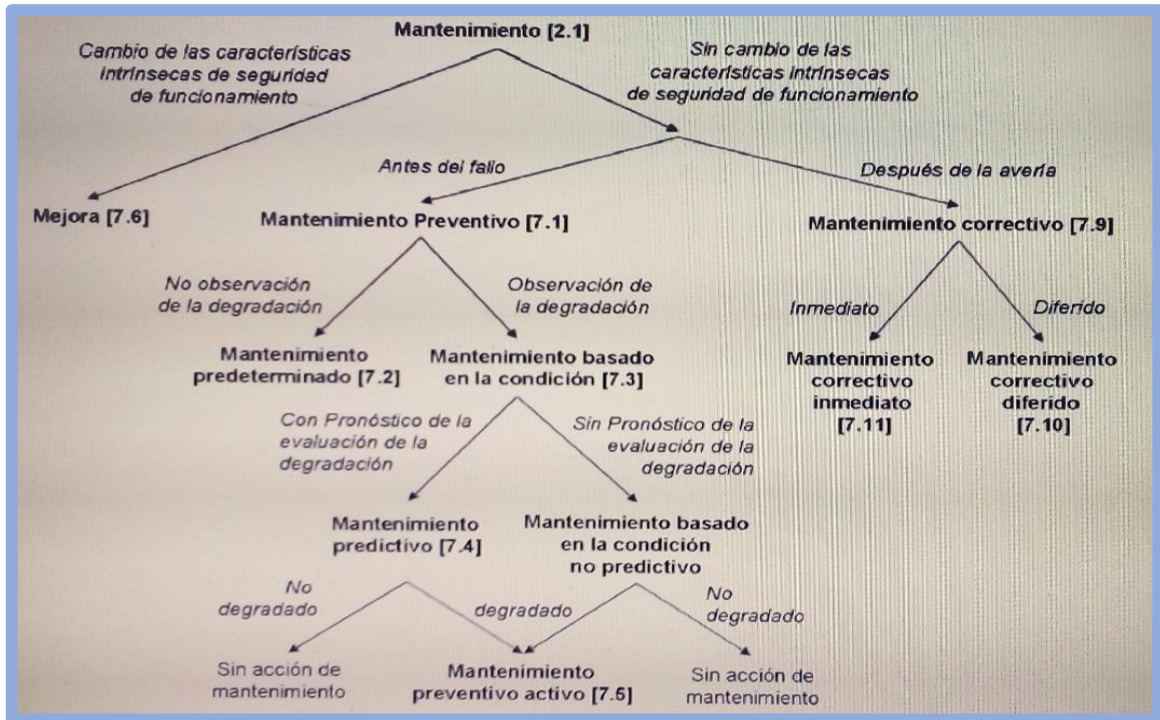 Mantenimiento [2.1]
Cambio de las características
intrínsecas de seguridad
de funcionamiento
Sin cambio de las
características intrínsecas
de seguridad de funcionamiento
Antes del fallo
Después de la avería
Mejora [7.6]
Mantenimiento Preventivo [7.1]
Mantenimiento correctivo [7.9]
No observación
de la degradación
Observación de
la degradación
Inmediato
Diferido
Mantenimiento
predeterminado [7.2]
Mantenimiento basado
en la condición [7.3]
Mantenimiento
correctivo
inmediato
[7.11]
Mantenimiento
correctivo
diferido
[7.10]
Con Pronóstico de la
evaluación de la
degradación
Sin Pronóstico de la
evaluación de la
degradación
Mantenimiento
predictivo [7.4]
Mantenimiento basado
en la condición
no predictivo
No
degradado
degradado
No
degradado
Sin acción de
mantenimiento
Mantenimiento
preventivo activo [7.5]
Sin acción de
mantenimiento